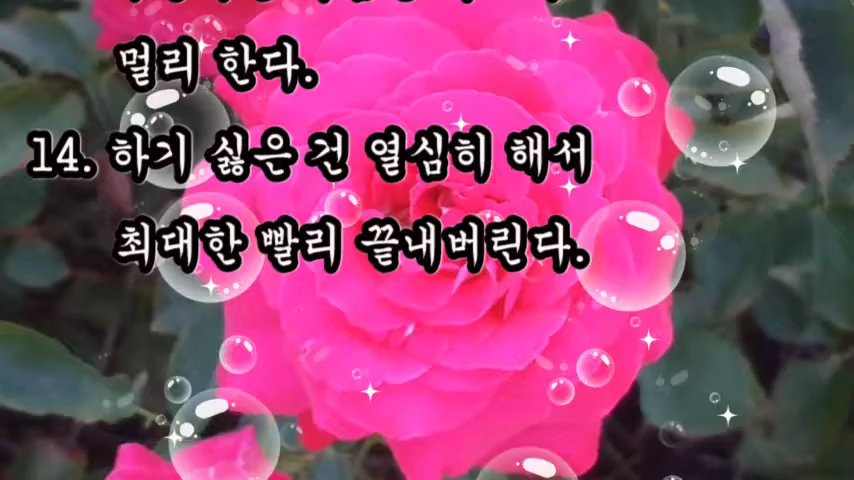 멀리 한다.
14. 하기 싫은 건 열심히 해서
최대한 빨리 끝내버린다.